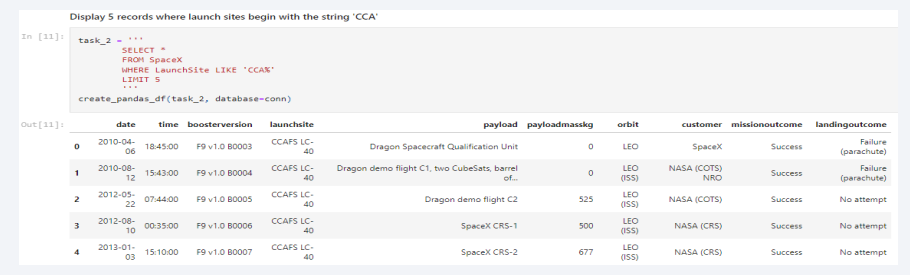 Display 5 records where launch sites begin with the string 'CCA'
In [11]: task_2 = '''
SELECT *
FROM SpaceX
WHERE LaunchSite LIKE 'CCA%'
LIMIT 5
'''
create_pandas_df(task_2, database=conn)
Out[11]:
date time boosterversion launchsite payload payloadmasskg orbit customer missionoutcome landingoutcome
0 2010-04-06 18:45:00 F9 v1.0 B0003 CCAFS LC-40 Dragon Spacecraft Qualification Unit 0 LEO SpaceX Success Failure (parachute)
1 2010-08-12 15:43:00 F9 v1.0 B0004 CCAFS LC-40 Dragon demo flight C1, two CubeSats, barrel of... 0 LEO (ISS) NASA (COTS) NRO Success Failure (parachute)
2 2012-05-22 07:44:00 F9 v1.0 B0005 CCAFS LC-40 Dragon demo flight C2 525 LEO (ISS) NASA (COTS) Success No attempt
3 2012-08-10 00:35:00 F9 v1.0 B0006 CCAFS LC-40 SpaceX CRS-1 500 LEO (ISS) NASA (CRS) Success No attempt
4 2013-01-03 15:10:00 F9 v1.0 B0007 CCAFS LC-40 SpaceX CRS-2 677 LEO (ISS) NASA (CRS) Success No attempt